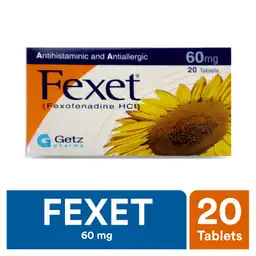 Antihistaminic and Antiallergic
60mg
20 Tablets
Fexet®
(Fexofenadine HCl)
G Getz
pharma
FEXET
60 mg
20
Tablets